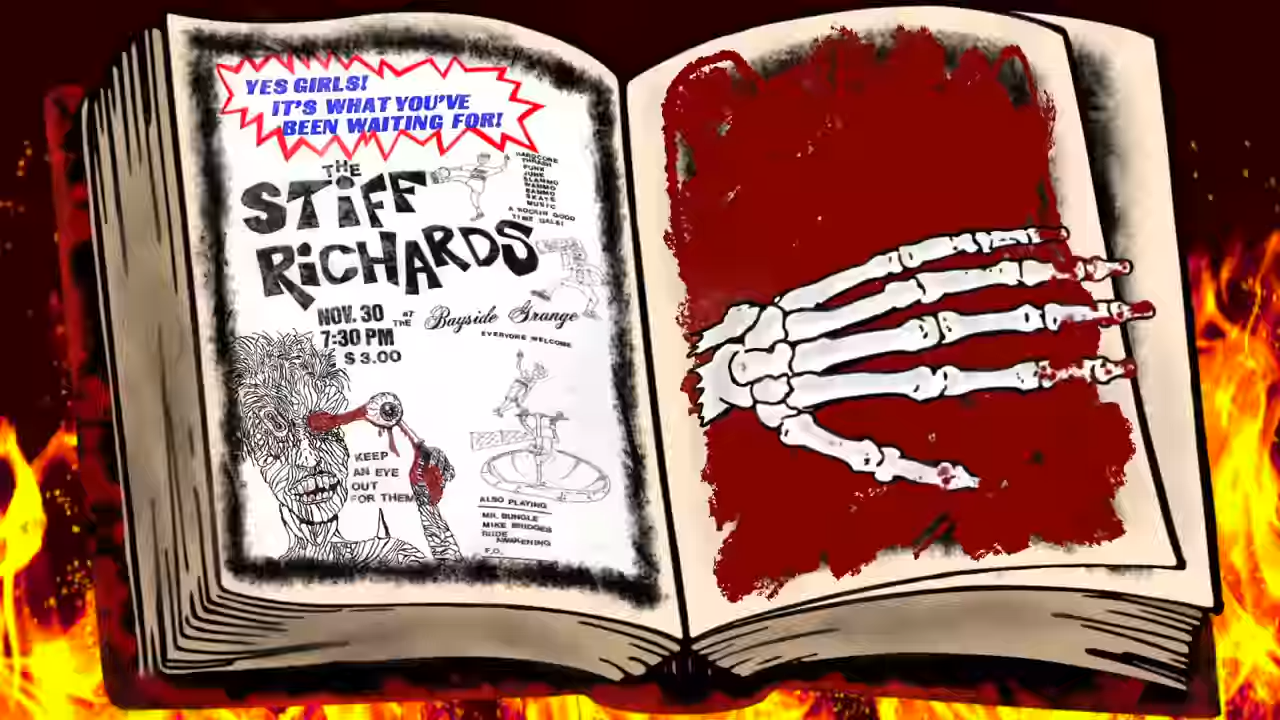 YES GIRLS!
IT'S WHAT YOU'VE
BEEN WAITING FOR!
THE
STiFF
RiCHARDS
HARDCORE
THRASH
PUNK
JUNK
SLAMMO
WAMMO
BAMMO
SKATE
MUSIC
A ROCKIN GOOD
TIME GALS!
NOV. 30
7:30 PM
$3.00
AT
THE
Bayside Grange
EVERYONE WELCOME
KEEP
AN EYE
OUT
FOR THEM
ALSO PLAYING
MR. BUNGLE
MIKE BRIDGES
RUDE
AWAKENING
F.O.